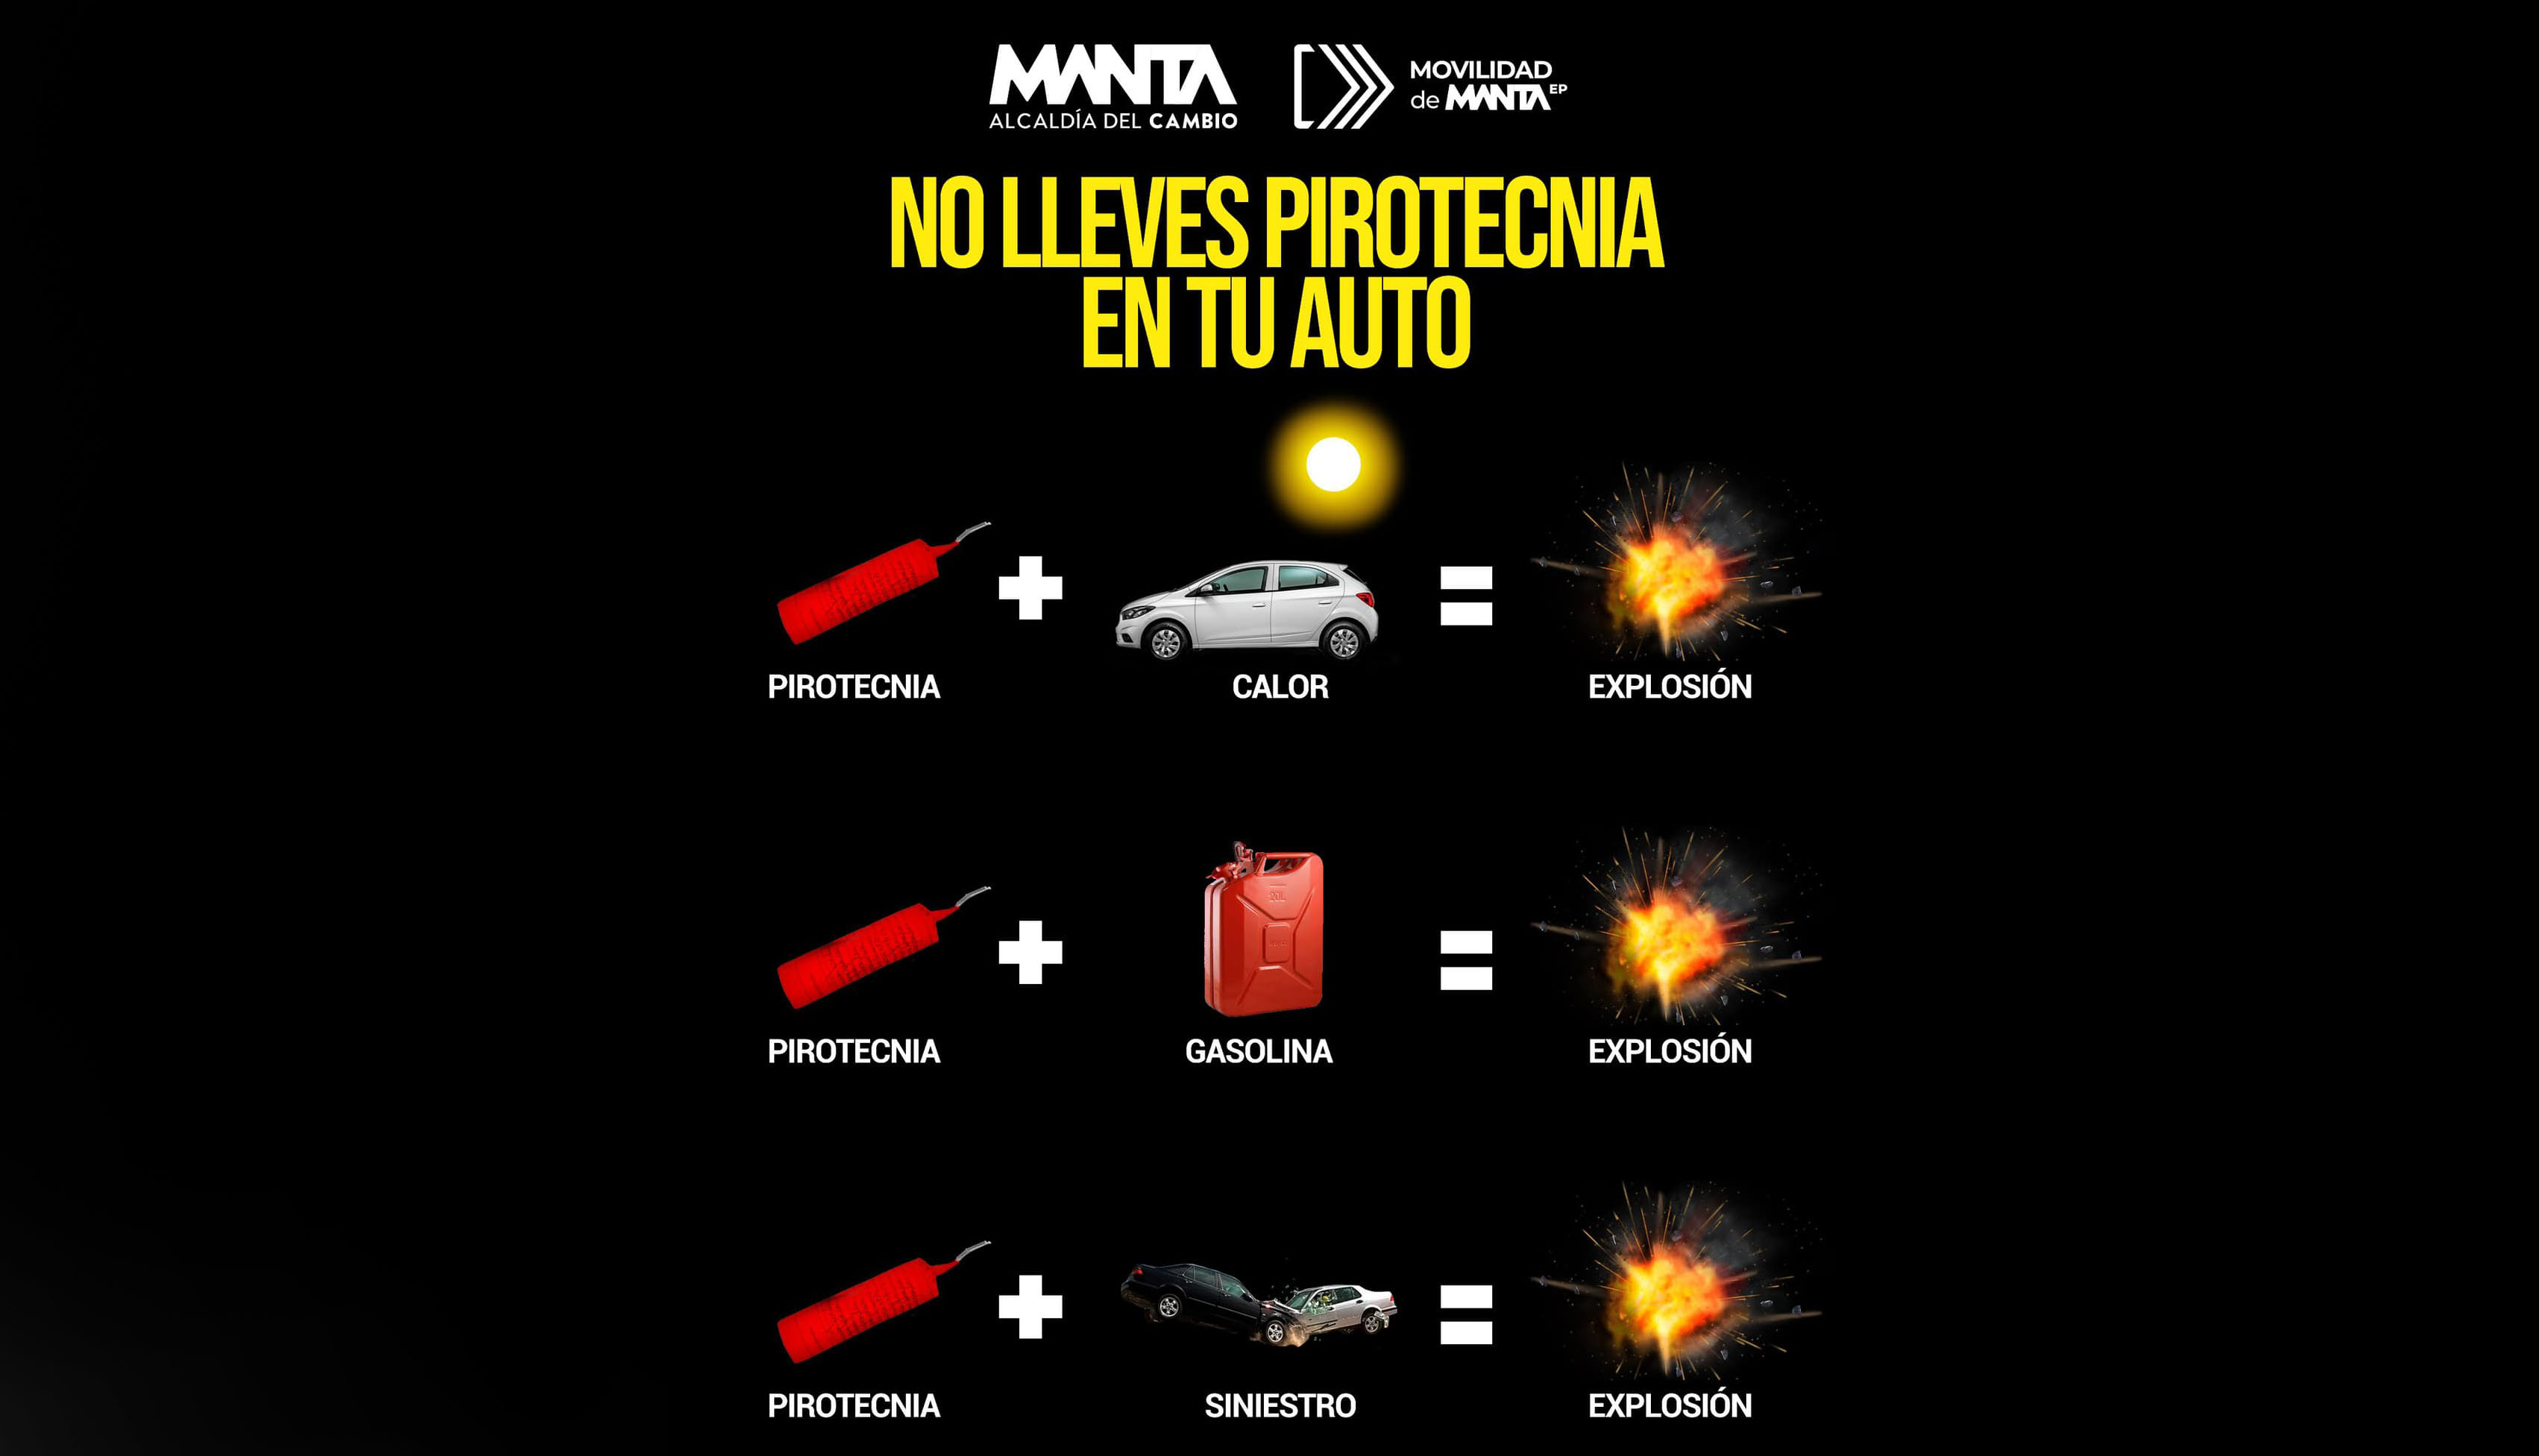 MANTA
ALCALDÍA DEL CAMBIO
MOVILIDAD
de MANTA EP
NO LLEVES PIROTECNIA
EN TU AUTO
PIROTECNIA
CALOR
EXPLOSIÓN
PIROTECNIA
GASOLINA
EXPLOSIÓN
PIROTECNIA
SINIESTRO
EXPLOSIÓN